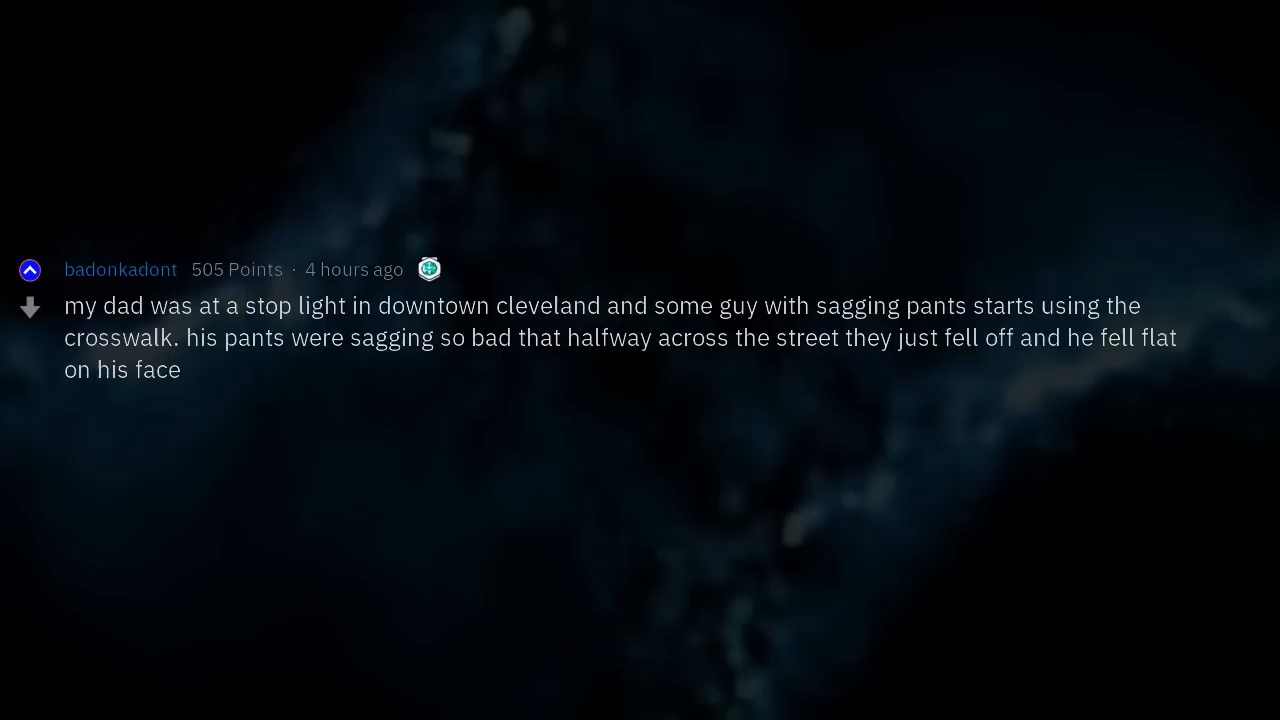 badonkadont 505 Points · 4 hours ago
my dad was at a stop light in downtown cleveland and some guy with sagging pants starts using the
crosswalk. his pants were sagging so bad that halfway across the street they just fell off and he fell flat
on his face